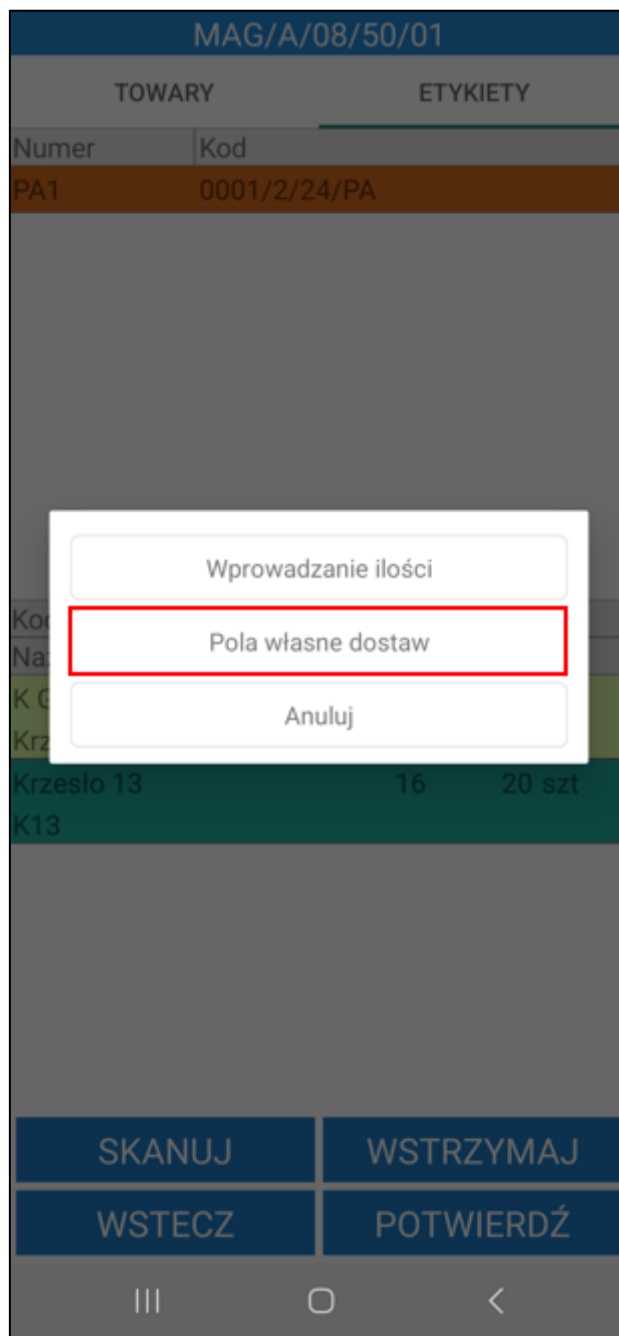 MAG/A/08/50/01
TOWARY ETYKIETY
Numer Kod
PA1 0001/2/24/PA
Wprowadzanie ilości
Pola własne dostaw
Anuluj
Krzesło 13 16 20 szt
K13
SKANUJ WSTRZYMAJ
WSTECZ POTWIERDŹ